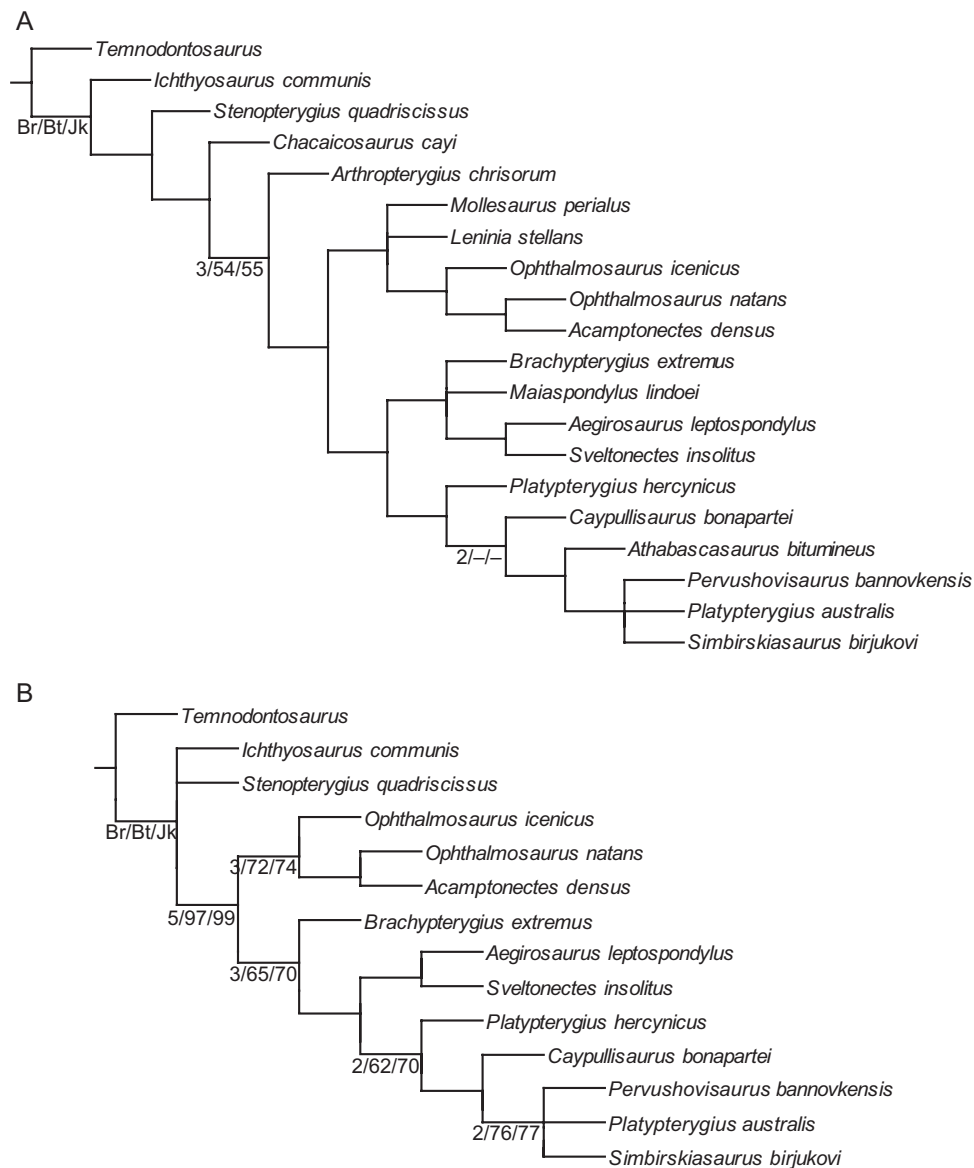 A
Temnodontosaurus
Ichthyosaurus communis
Br/Bt/Jk
Stenopterygius quadriscissus
Chacaicosaurus cayi
Arthropterygius chrisorum
Mollesaurus perialus
Leninia stellans
3/54/55
Ophthalmosaurus icenicus
Ophthalmosaurus natans
Acamptonectes densus
Brachypterygius extremus
Maiaspondylus lindoei
Aegirosaurus leptospondylus
Sveltonectes insolitus
Platypterygius hercynicus
Caypullisaurus bonapartei
2/–/–
Athabascasaurus bitumineus
Pervushovisaurus bannovkensis
Platypterygius australis
Simbirskiasaurus birjukovi
B
Temnodontosaurus
Ichthyosaurus communis
Stenopterygius quadriscissus
Br/Bt/Jk
Ophthalmosaurus icenicus
Ophthalmosaurus natans
3/72/74
Acamptonectes densus
5/97/99
Brachypterygius extremus
Aegirosaurus leptospondylus
3/65/70
Sveltonectes insolitus
Platypterygius hercynicus
Caypullisaurus bonapartei
2/62/70
Pervushovisaurus bannovkensis
Platypterygius australis
2/76/77
Simbirskiasaurus birjukovi